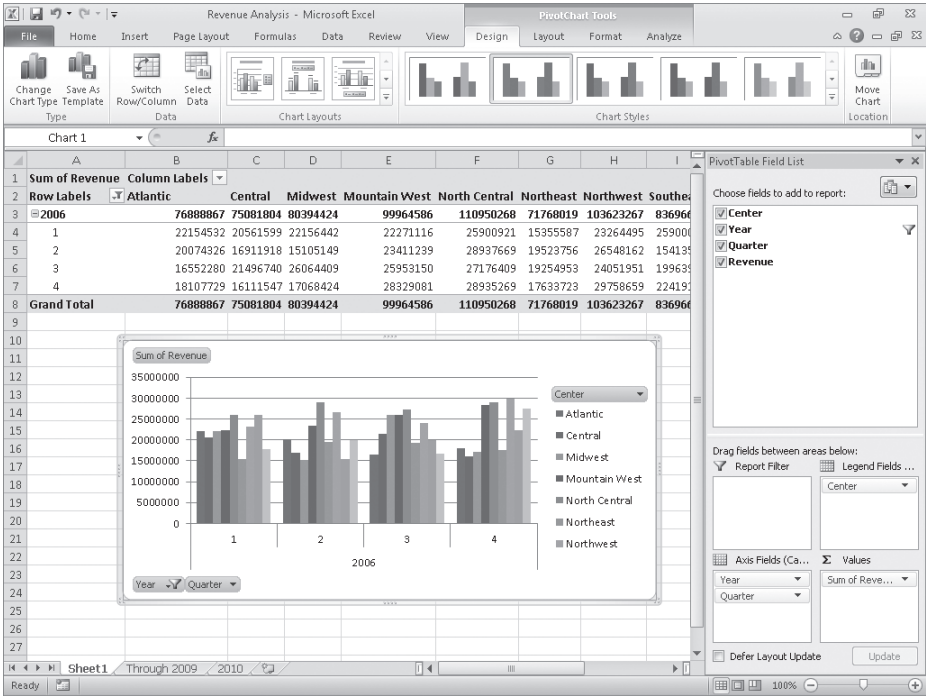 Revenue Analysis - Microsoft Excel PivotChart Tools
File Home Insert Page Layout Formulas Data Review View Design Layout Format Analyze
Change Chart Type Save As Template Switch Row/Column Select Data Move Chart
Type Data Chart Layouts Chart Styles Location
Chart 1 fx
A B C D E F G H I PivotTable Field List
1 Sum of Revenue Column Labels
2 Row Labels Atlantic Central Midwest Mountain West North Central Northeast Northwest Southea
3 2006 76888867 75081804 80394424 99964586 110950268 71768019 103623267 836966
4 1 22154532 20561599 22156442 22271116 25900921 15355587 23264495 25900
5 2 20074326 16911918 15105149 23411239 28937669 19523756 26548162 15413
6 3 16552280 21496740 26064409 25953150 27176409 19254953 24051951 19963
7 4 18107729 16111547 17068424 28329081 28935269 17633723 29758659 22419
8 Grand Total 76888867 75081804 80394424 99964586 110950268 71768019 103623267 836966
9
10
11
12
13
14
15
16
17
18
19
20
21
22
23
24
25
26
27
Sum of Revenue
35000000
30000000
25000000
20000000
15000000
10000000
5000000
0
1 2 3 4
2006
Year Quarter
Center
Atlantic
Central
Midwest
Mountain West
North Central
Northeast
Northwest
Choose fields to add to report:
Center
Year
Quarter
Revenue
Drag fields between areas below:
Report Filter Legend Fields ...
Center
Axis Fields (Ca... Σ Values
Year Sum of Reve...
Quarter
Defer Layout Update Update
Sheet1 Through 2009 2010
Ready 100%